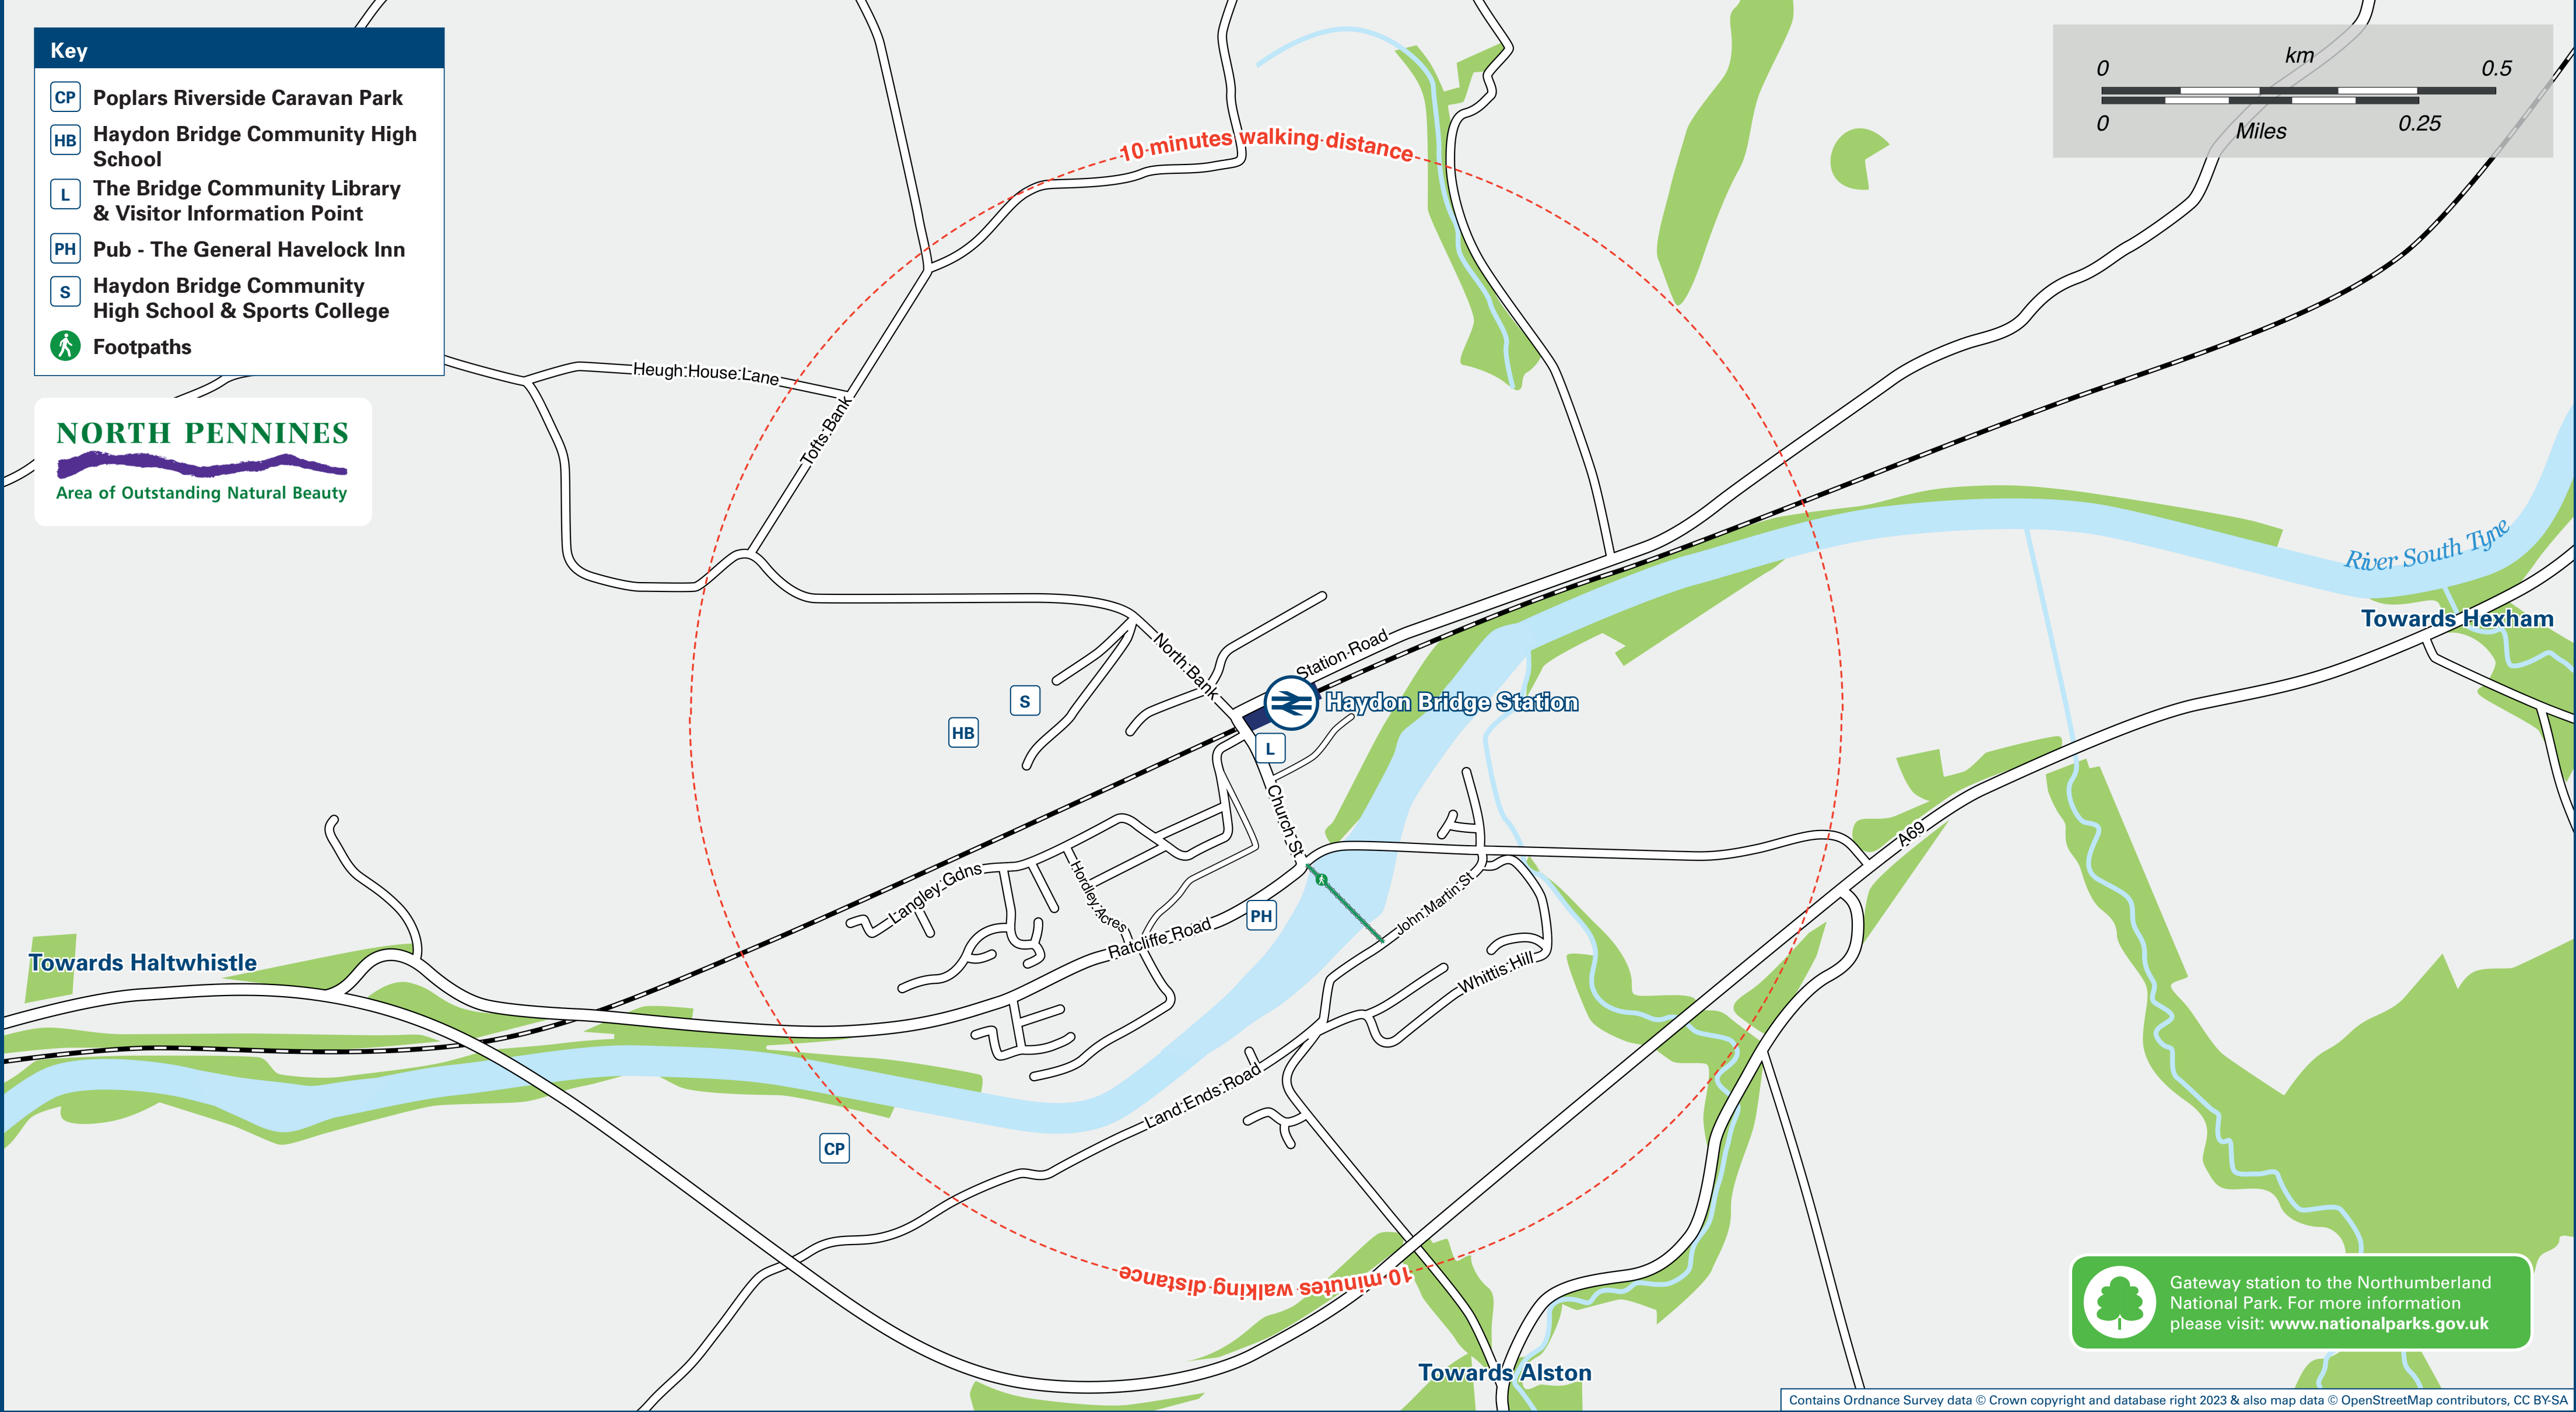 Key
CP Poplars Riverside Caravan Park
HB Haydon Bridge Community High
School
L The Bridge Community Library
& Visitor Information Point
PH Pub - The General Havelock Inn
S Haydon Bridge Community
High School & Sports College
Footpaths
NORTH PENNINES
Area of Outstanding Natural Beauty
km
0 0.5
0 Miles 0.25
10 minutes walking distance
Heugh House Lane
Tofts Bank
River South Tyne
Towards Hexham
North Bank
Station Road
Haydon Bridge Station
S
HB
L
Church St
A69
Langley Gdns
Hordley Acres
Ratcliffe Road
PH
John Martin St
Whittis Hill
Towards Haltwhistle
Land Ends Road
CP
10 minutes walking distance
Towards Alston
Gateway station to the Northumberland
National Park. For more information
please visit: www.nationalparks.gov.uk
Contains Ordnance Survey data © Crown copyright and database right 2023 & also map data © OpenStreetMap contributors, CC BY-SA